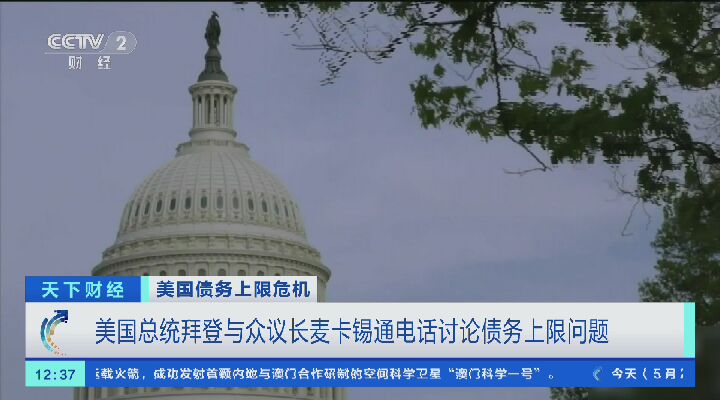 CCTV 2
财 经
天下财经
美国债务上限危机
美国总统拜登与众议长麦卡锡通电话讨论债务上限问题
12:37
载火箭，成功发射首颗内地与澳门合作研制的空间科学卫星“澳门科学一号”。 今天（5月2